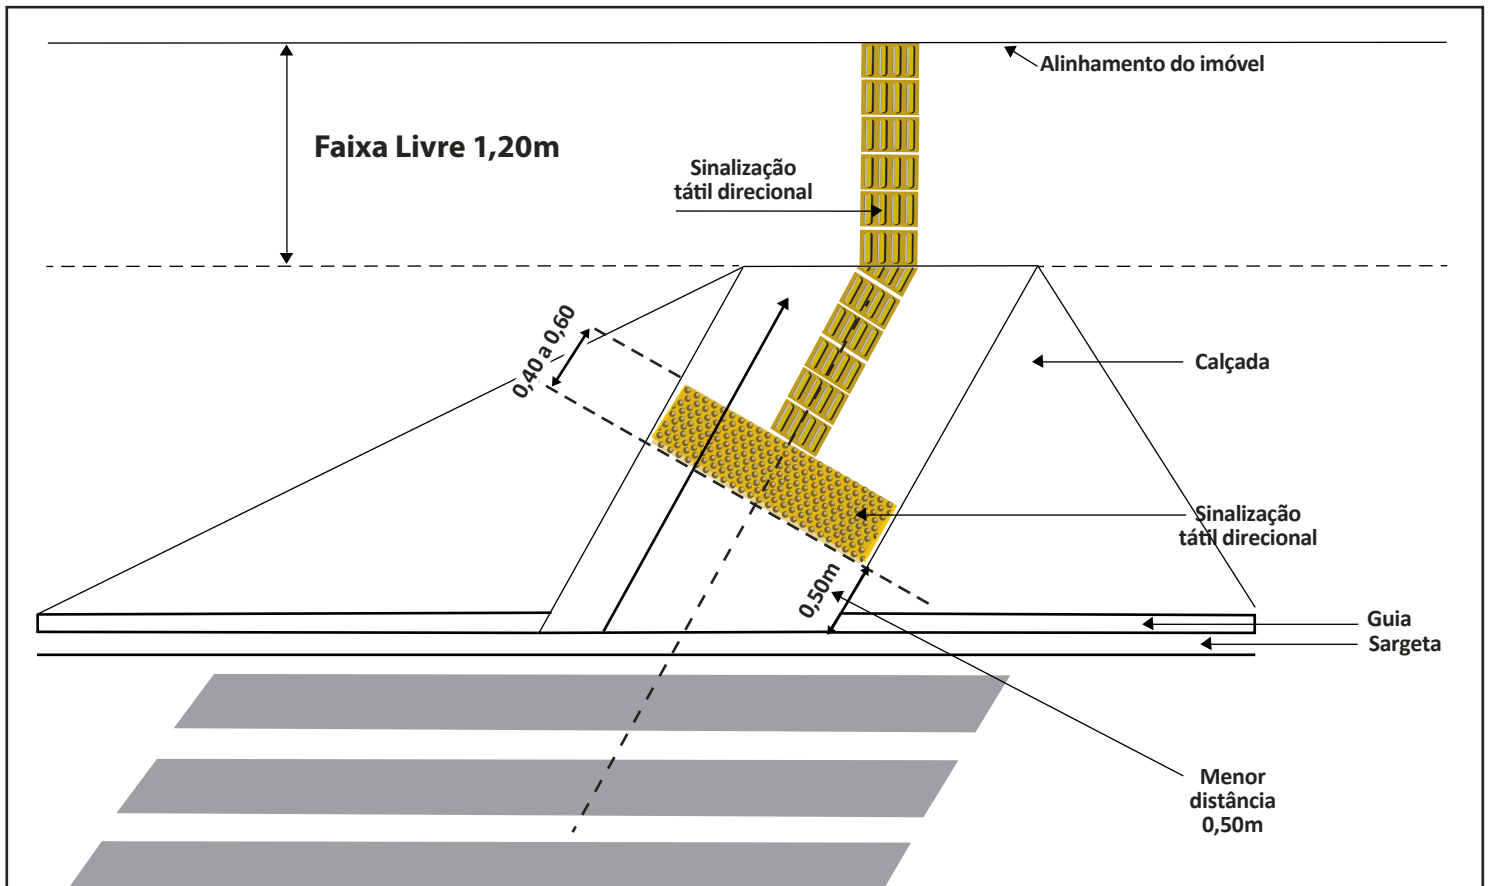 Alinhamento do imóvel
Faixa Livre 1,20m
Sinalização
tátil direcional
0,40 a 0,60
Calçada
Sinalização
tátil direcional
0,50m
Guia
Sargeta
Menor
distância
0,50m